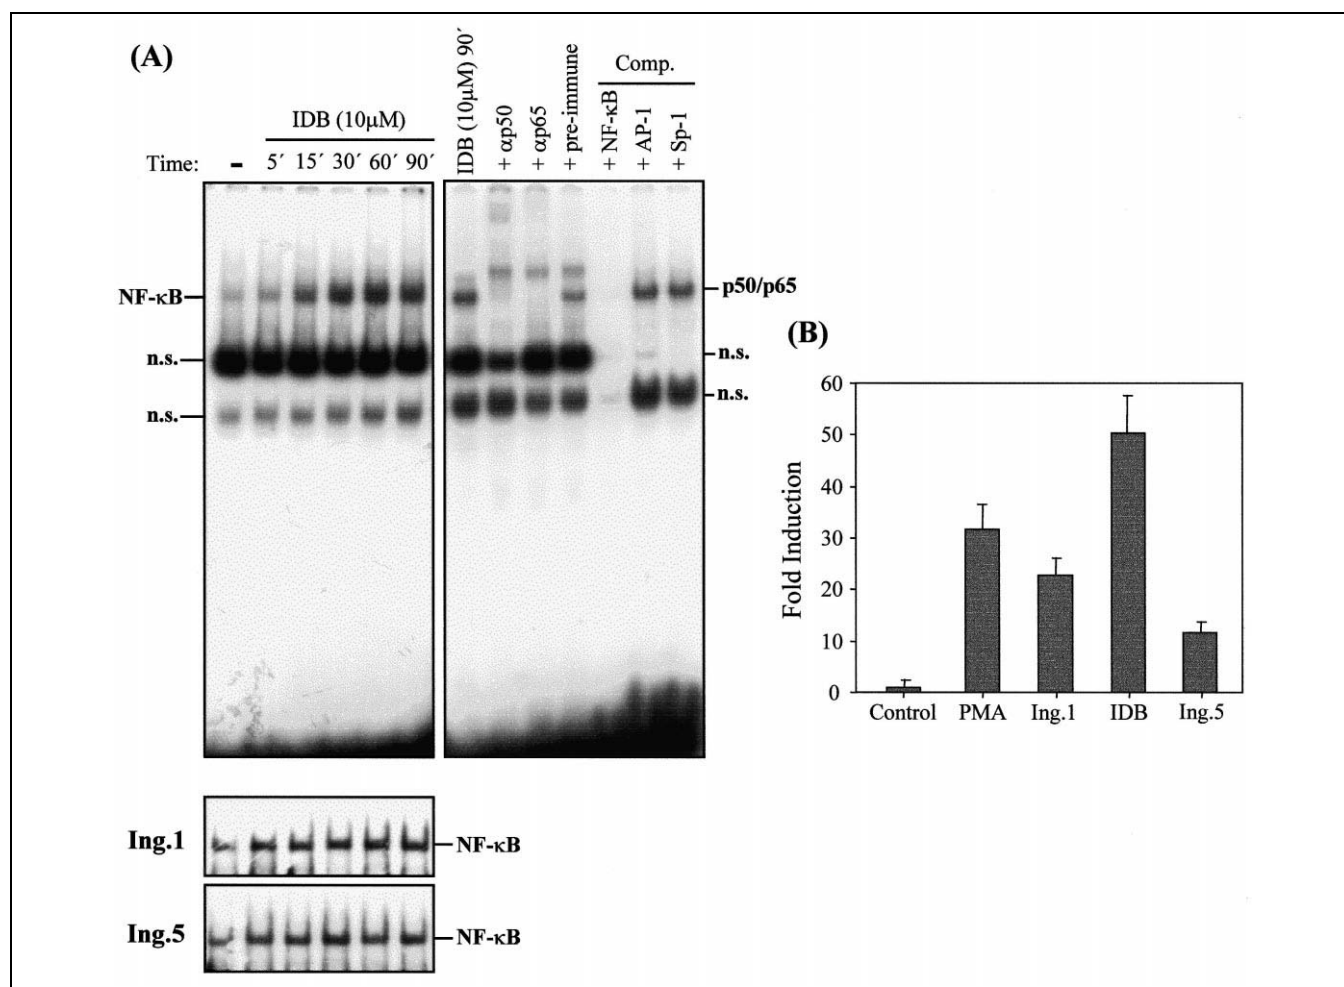 (A)
IDB (10μM)
Time: - 5´ 15´ 30´ 60´ 90´
IDB (10μM) 90´
+ αp50
+ αp65
+ pre-immune
Comp.
+ NF-κB
+ AP-1
+ Sp-1
NF-κB
n.s.
n.s.
p50/p65
n.s.
n.s.
Ing.1
NF-κB
Ing.5
NF-κB
(B)
Fold Induction
60
50
40
30
20
10
0
Control PMA Ing.1 IDB Ing.5